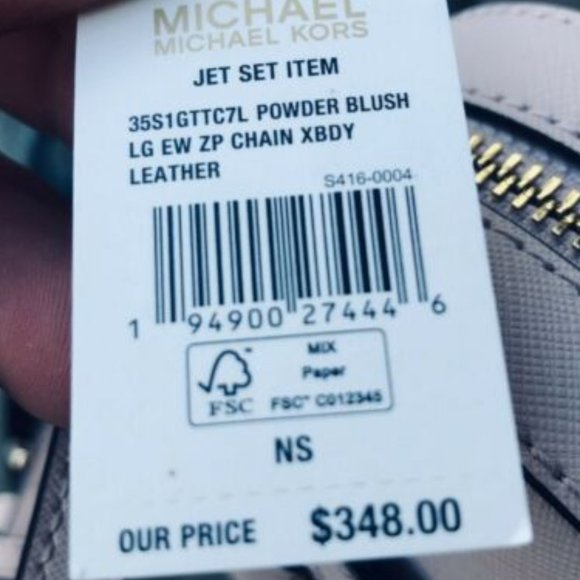 MICHAEL
MICHAEL KORS
JET SET ITEM
35S1GTTC7L POWDER BLUSH
LG EW ZP CHAIN XBDY
LEATHER
S416-0004
1 94900 27444 6
FSC
MIX
Paper
FSC™ C012345
NS
OUR PRICE $348.00